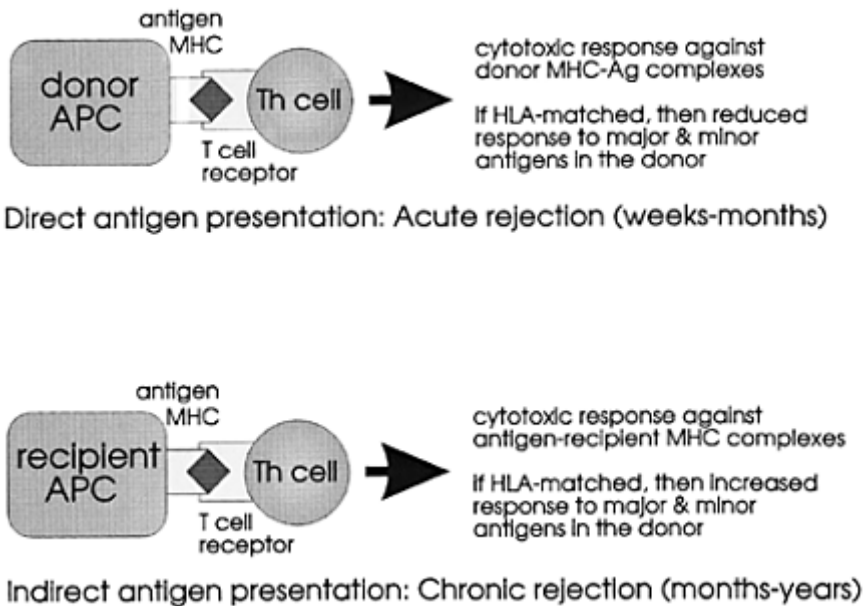 antigen
MHC
donor
APC
Th cell
T cell
receptor
cytotoxic response against
donor MHC-Ag complexes
if HLA-matched, then reduced
response to major & minor
antigens in the donor
Direct antigen presentation: Acute rejection (weeks-months)
antigen
MHC
recipient
APC
Th cell
T cell
receptor
cytotoxic response against
antigen-recipient MHC complexes
if HLA-matched, then increased
response to major & minor
antigens in the donor
Indirect antigen presentation: Chronic rejection (months-years)